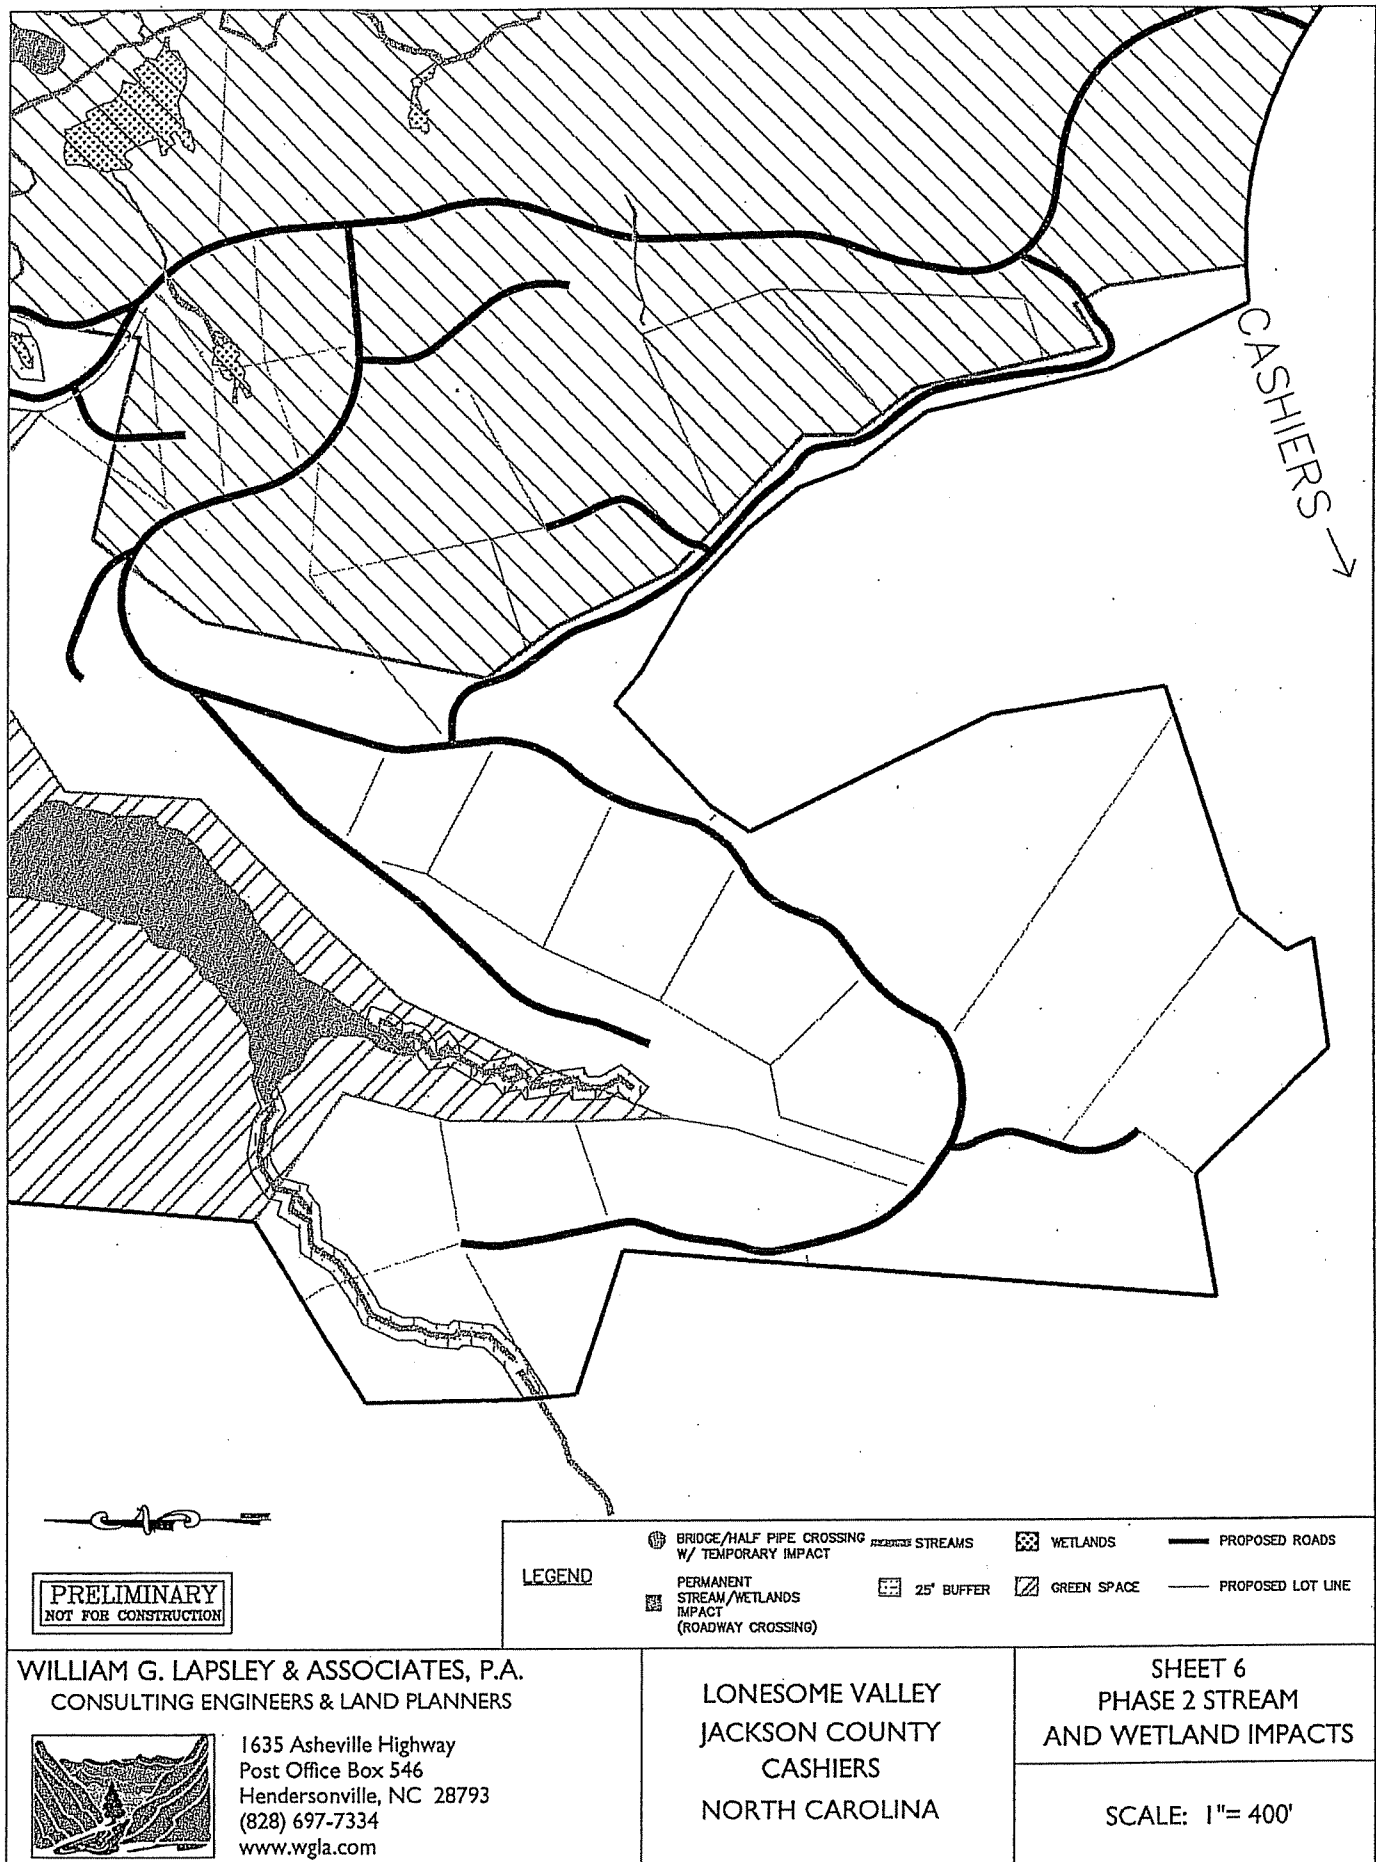 CASHIERS
PRELIMINARY
NOT FOR CONSTRUCTION
LEGEND
BRIDGE/HALF PIPE CROSSING
W/ TEMPORARY IMPACT
PERMANENT
STREAM/WETLANDS
IMPACT
(ROADWAY CROSSING)
STREAMS
25' BUFFER
WETLANDS
GREEN SPACE
PROPOSED ROADS
PROPOSED LOT LINE
WILLIAM G. LAPSLEY & ASSOCIATES, P.A.
CONSULTING ENGINEERS & LAND PLANNERS
1635 Asheville Highway
Post Office Box 546
Hendersonville, NC 28793
(828) 697-7334
www.wgla.com
LONESOME VALLEY
JACKSON COUNTY
CASHIERS
NORTH CAROLINA
SHEET 6
PHASE 2 STREAM
AND WETLAND IMPACTS
SCALE: 1"= 400'